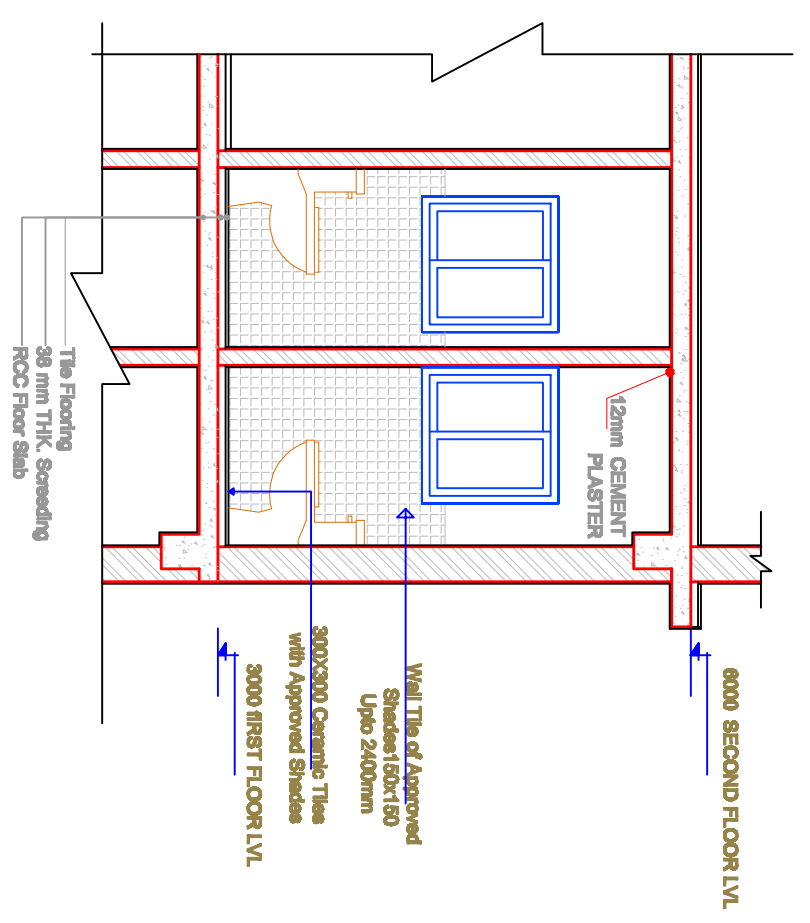 6000 SECOND FLOOR LVL
12mm CEMENT
PLASTER
Wall Tile of Approved
Shades150x150
Upto 2400mm
300X300 Ceramic Tiles
with Approved Shades
3000 fIRST FLOOR LVL
Tile Flooring
38 mm THK. Screeding
RCC Floor Slab